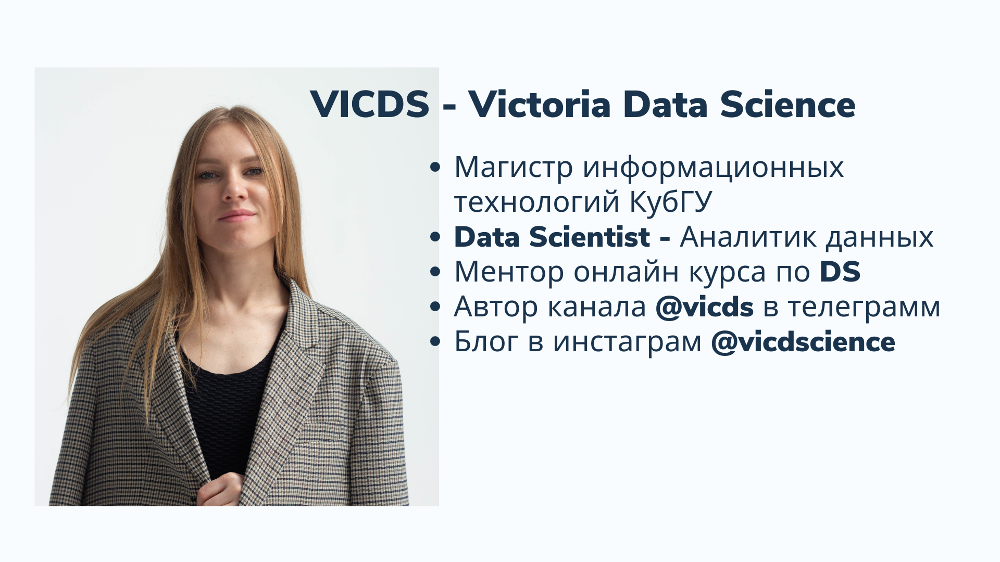 VICDS - Victoria Data Science
• Магистр информационных
технологий КубГУ
• Data Scientist - Аналитик данных
• Ментор онлайн курса по DS
• Автор канала @vicds в телеграмм
• Блог в инстаграм @vicdscience